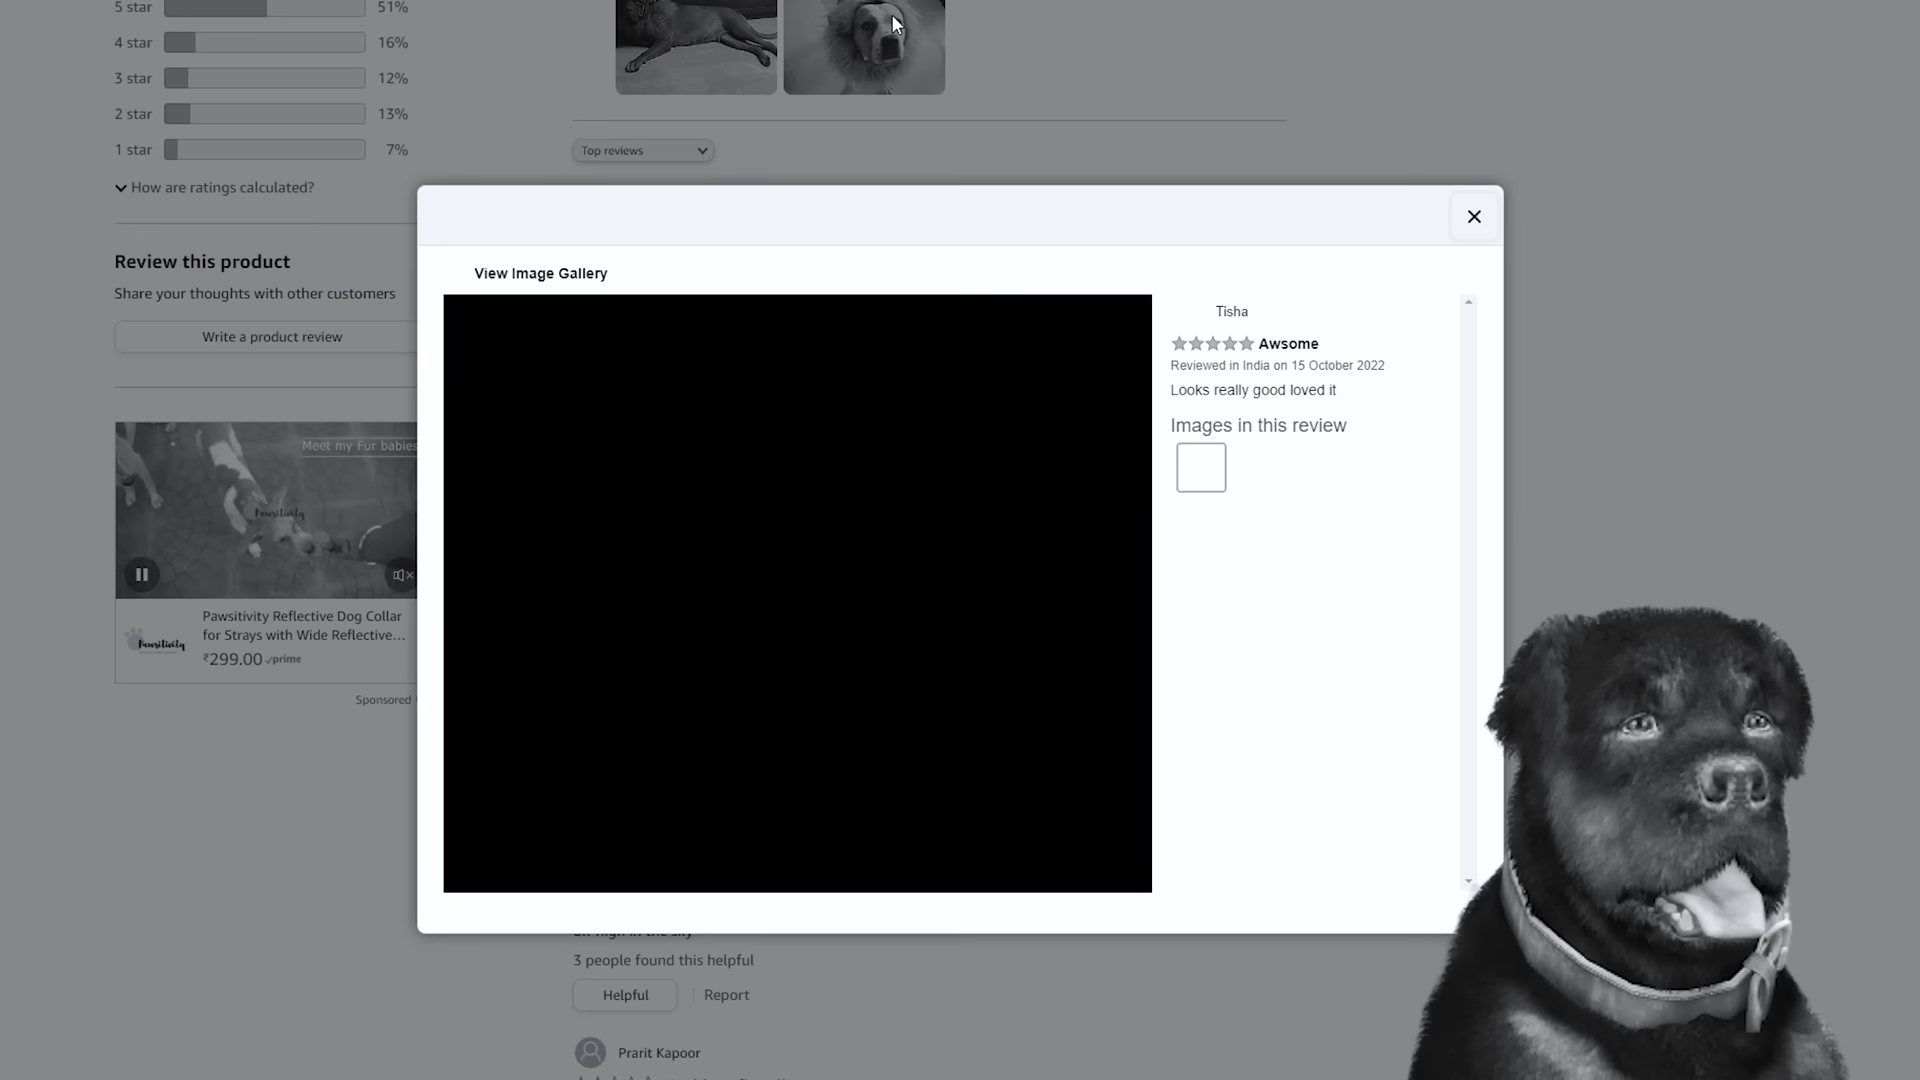 5 star 51%
4 star 16%
3 star 12%
2 star 13%
1 star 7%
How are ratings calculated?
Review this product
Share your thoughts with other customers
Write a product review
Meet my Fur babies
Pawsitivity
Pawsitivity
Pawsitivity Reflective Dog Collar
for Strays with Wide Reflective...
₹299.00 prime
Sponsored
Top reviews
View Image Gallery
Tisha
Awsome
Reviewed in India on 15 October 2022
Looks really good loved it
Images in this review
3 people found this helpful
Helpful | Report
Prarit Kapoor